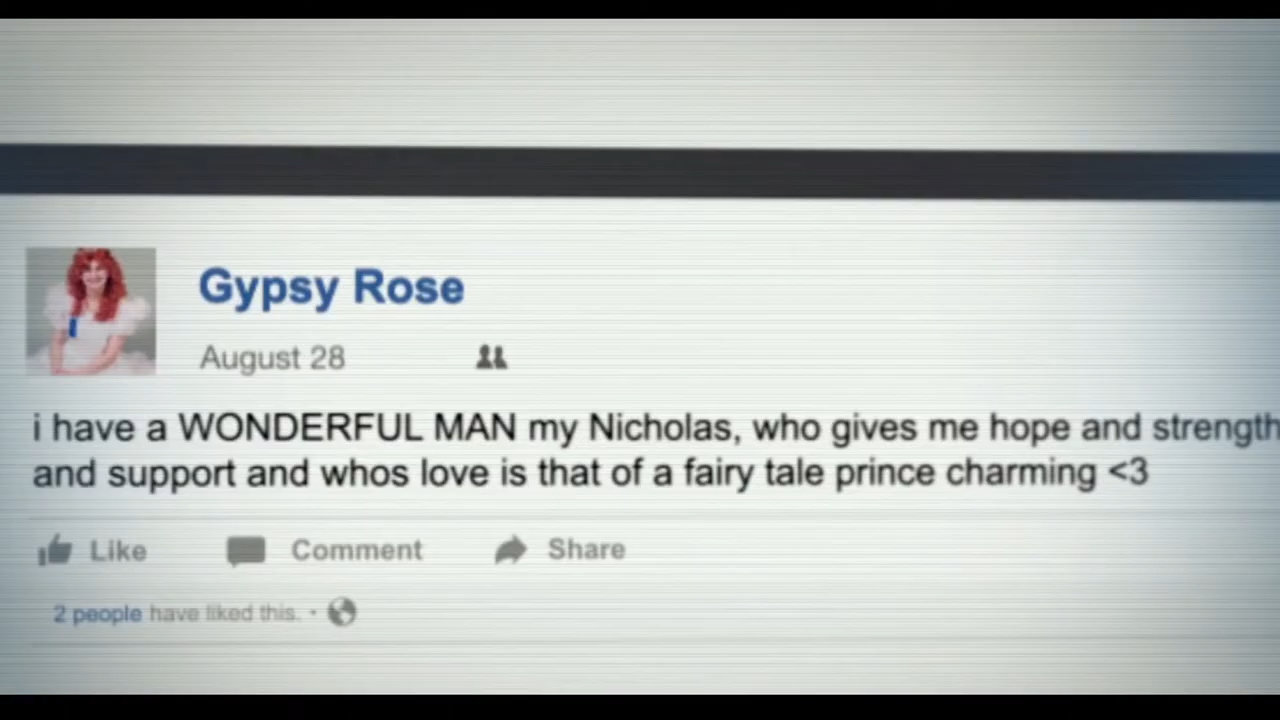 Gypsy Rose
August 28
i have a WONDERFUL MAN my Nicholas, who gives me hope and strength
and support and whos love is that of a fairy tale prince charming <3
Like Comment Share
2 people have liked this. ·